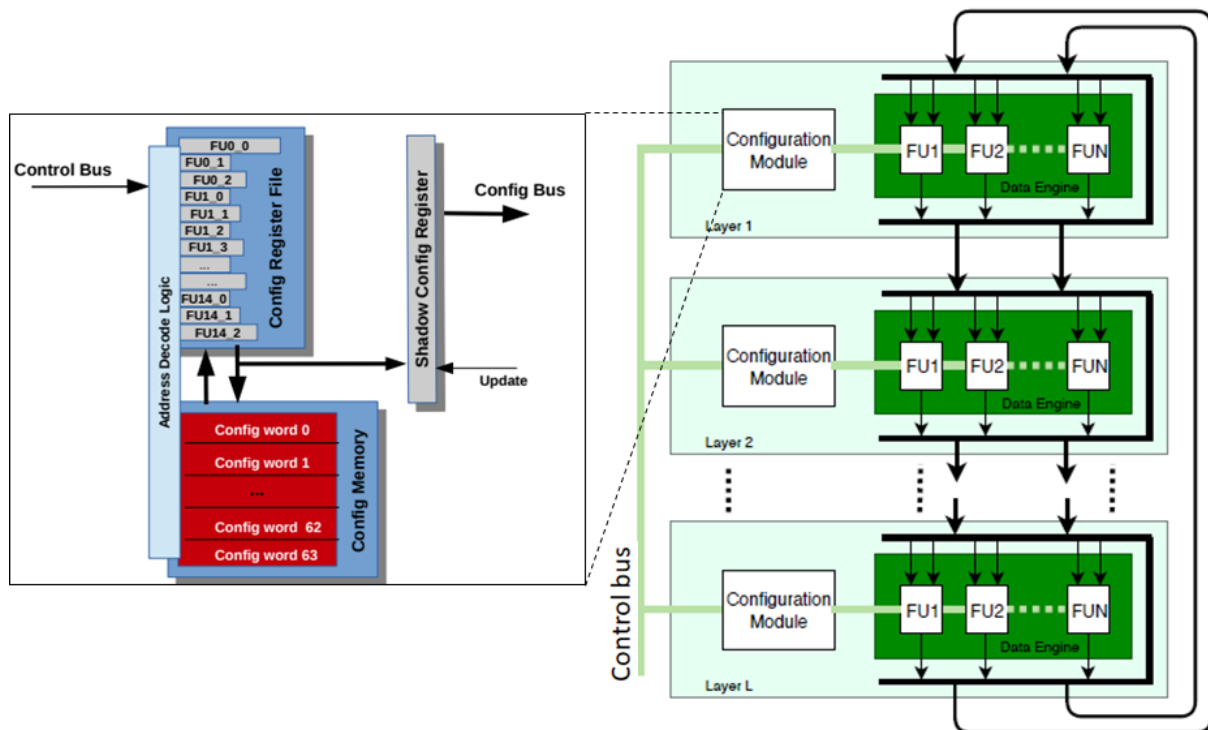 Control Bus
Address Decode Logic
FU0_0
FU0_1
FU0_2
FU1_0
FU1_1
FU1_2
FU1_3
...
...
FU14_0
FU14_1
FU14_2
Config Register File
Shadow Config Register
Config Bus
Update
Config word 0
Config word 1
...
Config word 62
Config word 63
Config Memory
Control bus
Configuration
Module
FU1
FU2
FUN
Data Engine
Layer 1
Configuration
Module
FU1
FU2
FUN
Data Engine
Layer 2
Configuration
Module
FU1
FU2
FUN
Data Engine
Layer L